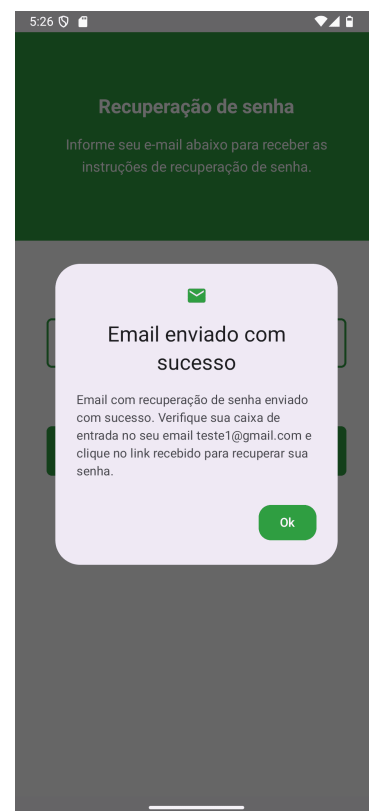 5:26
Recuperação de senha
Informe seu e-mail abaixo para receber as
instruções de recuperação de senha.
Email enviado com
sucesso
Email com recuperação de senha enviado
com sucesso. Verifique sua caixa de
entrada no seu email teste1@gmail.com e
clique no link recebido para recuperar sua
senha.
Ok